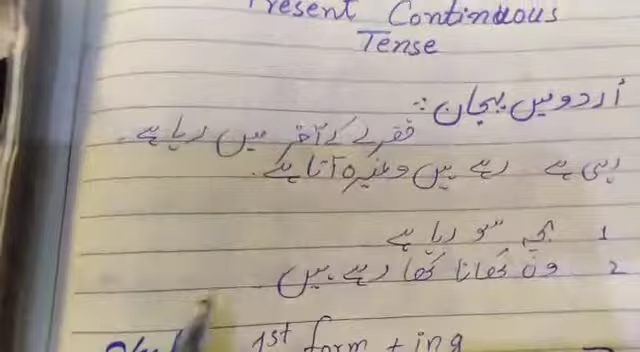 Present Continuous
Tense
اُردو میں پہچان :-
فقرے کے آخر میں رہا ہے۔
رہی ہے رہے ہیں وغیرہ آتا ہے۔
1 بچہ سو رہا ہے
2 وہ کھانا کھا رہے ہیں
1st form + ing